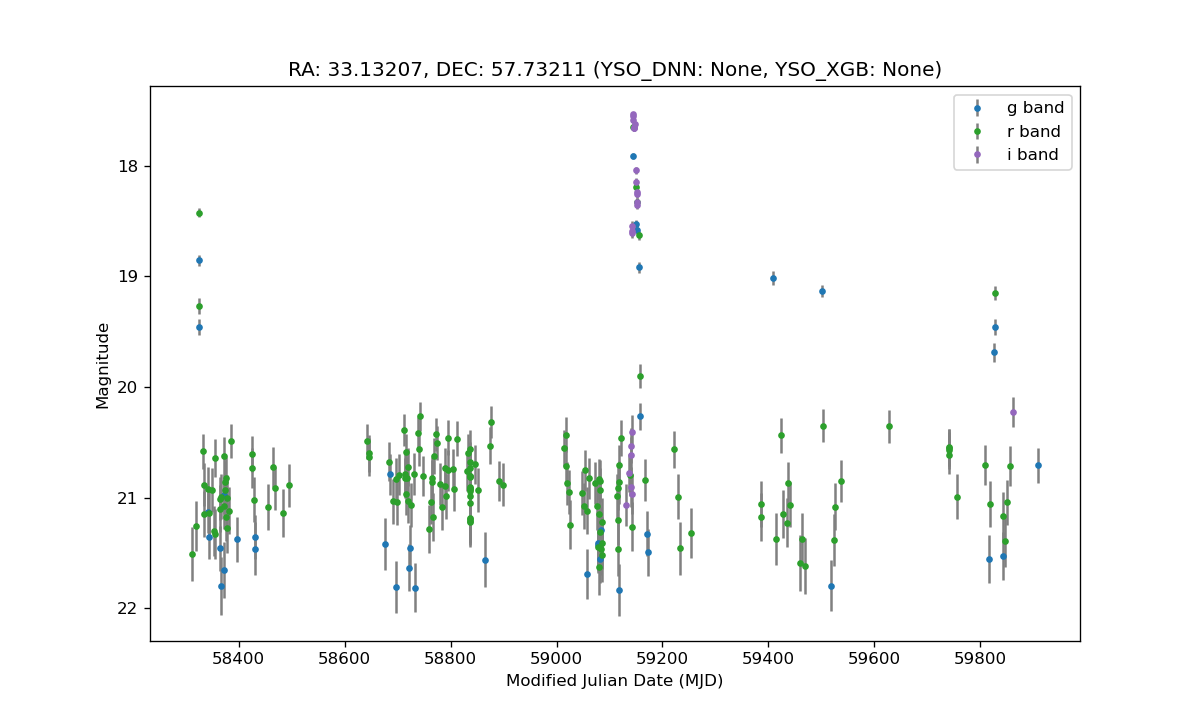 RA: 33.13207, DEC: 57.73211 (YSO_DNN: None, YSO_XGB: None)
g band
r band
i band
18
19
20
21
22
Magnitude
58400 58600 58800 59000 59200 59400 59600 59800
Modified Julian Date (MJD)